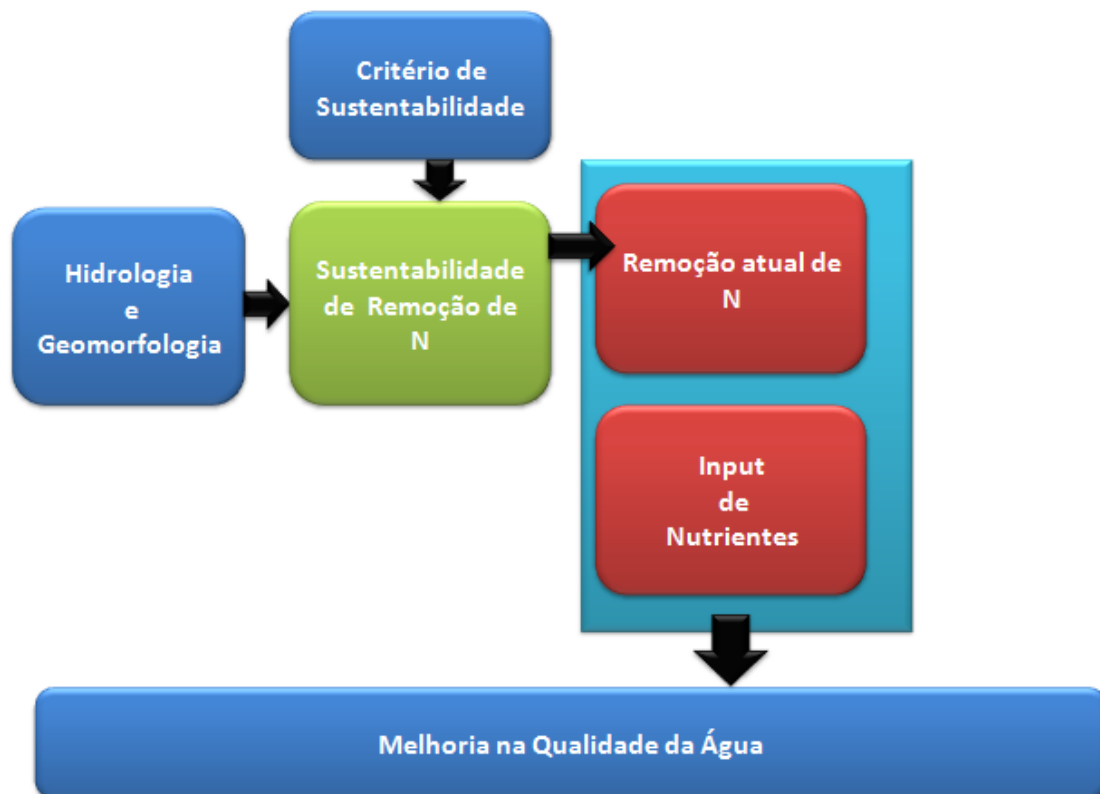 Critério de
Sustentabilidade
Hidrologia
e
Geomorfologia
Sustentabilidade
de Remoção de
N
Remoção atual de
N
Input
de
Nutrientes
Melhoria na Qualidade da Água